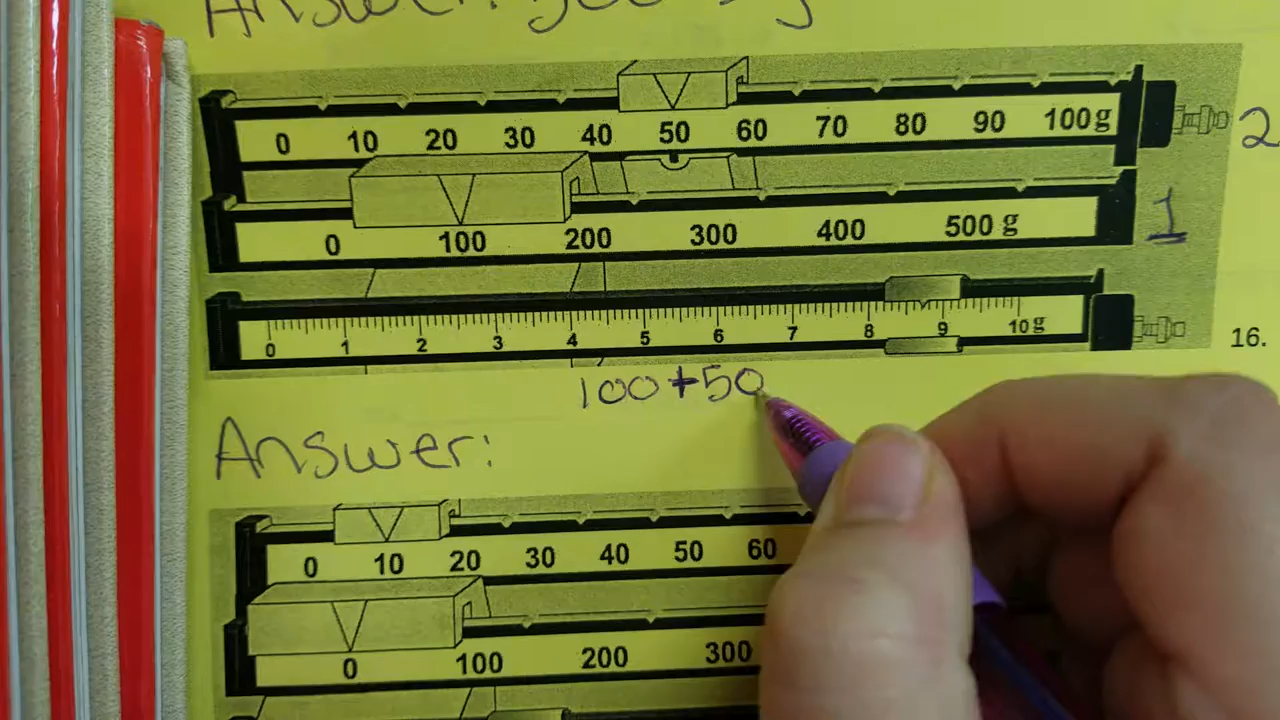 0 10 20 30 40 50 60 70 80 90 100g
2
0 100 200 300 400 500 g
1
0 1 2 3 4 5 6 7 8 9 10g
16.
100+50
Answer:
0 10 20 30 40 50 60
0 100 200 300